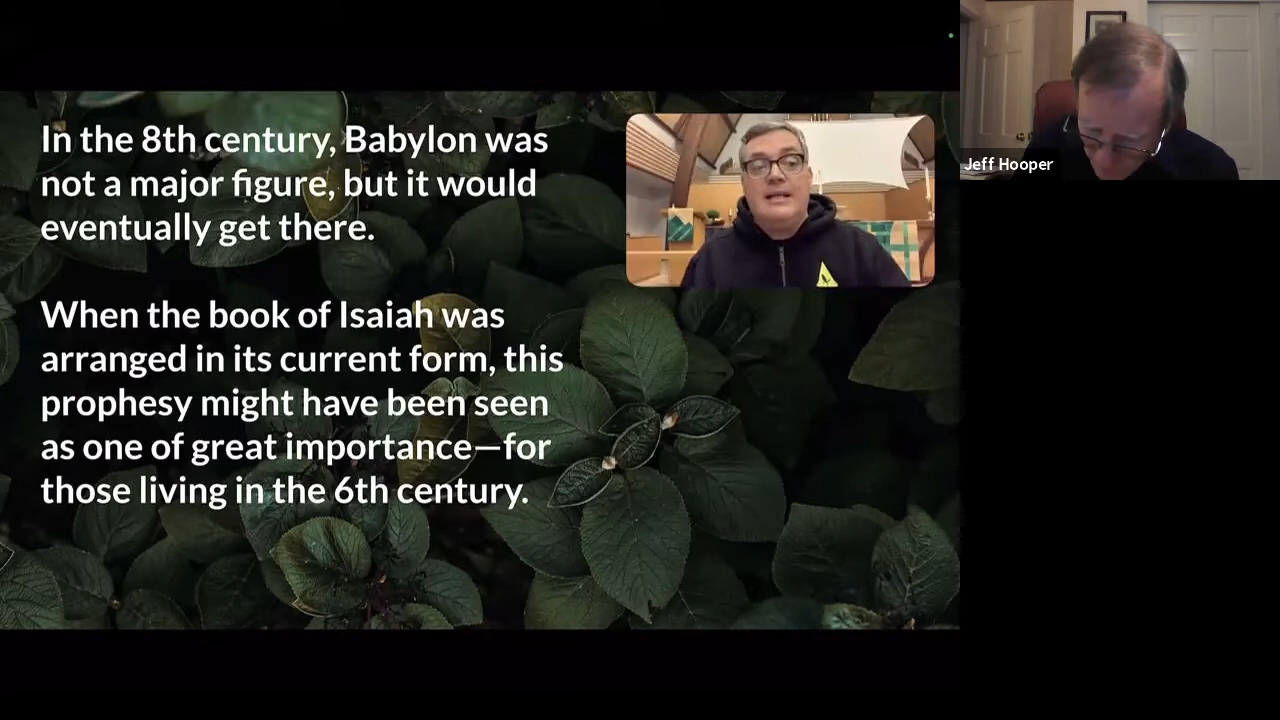 In the 8th century, Babylon was
not a major figure, but it would
eventually get there.
When the book of Isaiah was
arranged in its current form, this
prophesy might have been seen
as one of great importance—for
those living in the 6th century.
Jeff Hooper